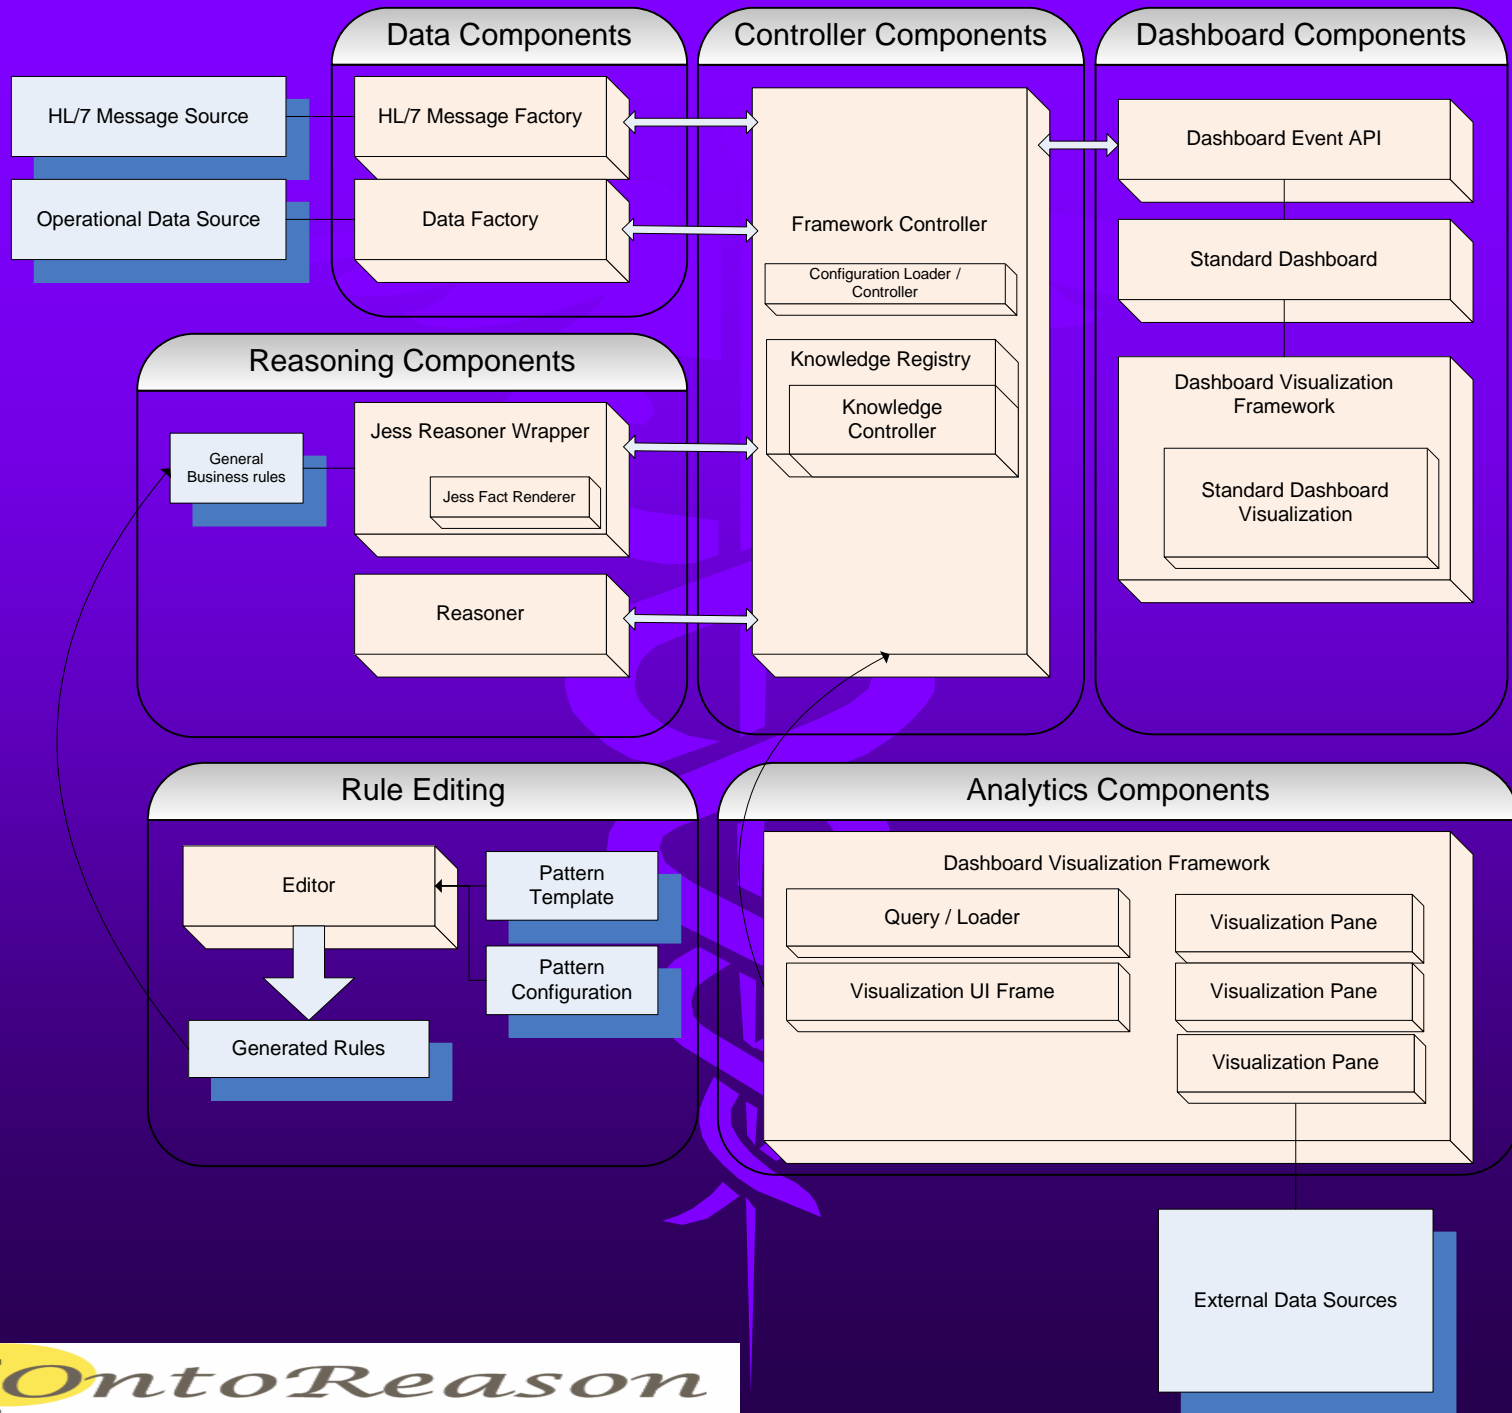 Data Components
Controller Components
Dashboard Components
HL/7 Message Source
HL/7 Message Factory
Operational Data Source
Data Factory
Framework Controller
Configuration Loader /
Controller
Knowledge Registry
Knowledge
Controller
Dashboard Event API
Standard Dashboard
Dashboard Visualization
Framework
Standard Dashboard
Visualization
Reasoning Components
General
Business rules
Jess Reasoner Wrapper
Jess Fact Renderer
Reasoner
Rule Editing
Editor
Pattern
Template
Pattern
Configuration
Generated Rules
Analytics Components
Dashboard Visualization Framework
Query / Loader
Visualization UI Frame
Visualization Pane
Visualization Pane
Visualization Pane
External Data Sources
OntoReason